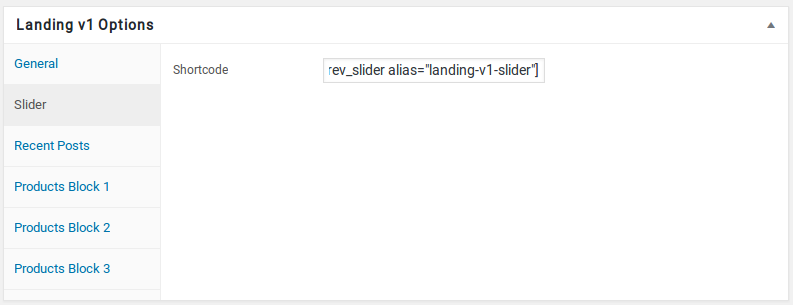 Landing v1 Options
General
Shortcode
rev_slider alias="landing-v1-slider"]
Slider
Recent Posts
Products Block 1
Products Block 2
Products Block 3